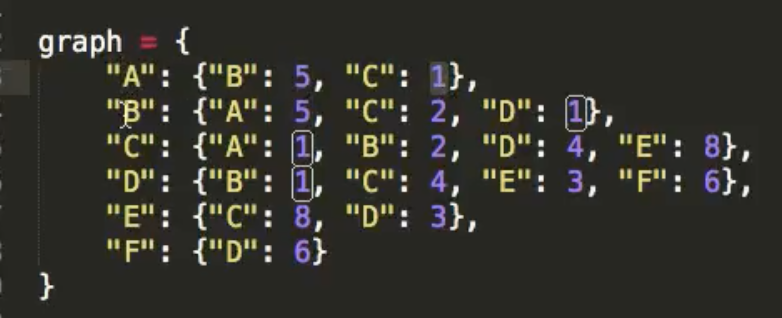 graph = {
"A": {"B": 5, "C": 1},
"B": {"A": 5, "C": 2, "D": 1},
"C": {"A": 1, "B": 2, "D": 4, "E": 8},
"D": {"B": 1, "C": 4, "E": 3, "F": 6},
"E": {"C": 8, "D": 3},
"F": {"D": 6}
}